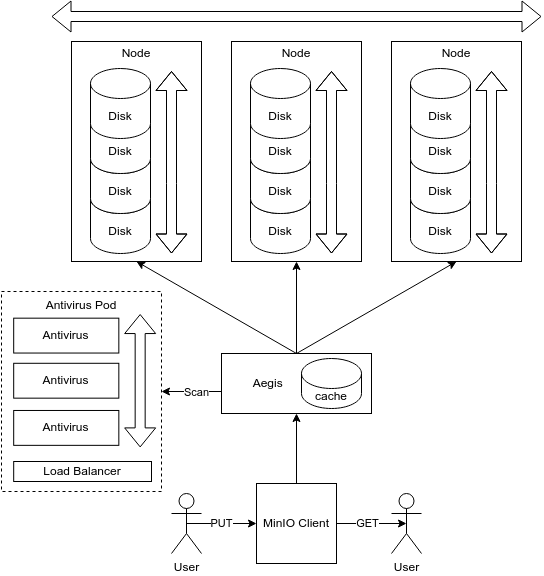 Node
Node
Node
Disk
Disk
Disk
Disk
Disk
Disk
Disk
Disk
Disk
Disk
Disk
Disk
Antivirus Pod
Antivirus
Antivirus
Antivirus
Load Balancer
Scan
Aegis
cache
PUT
MinIO Client
GET
User
User